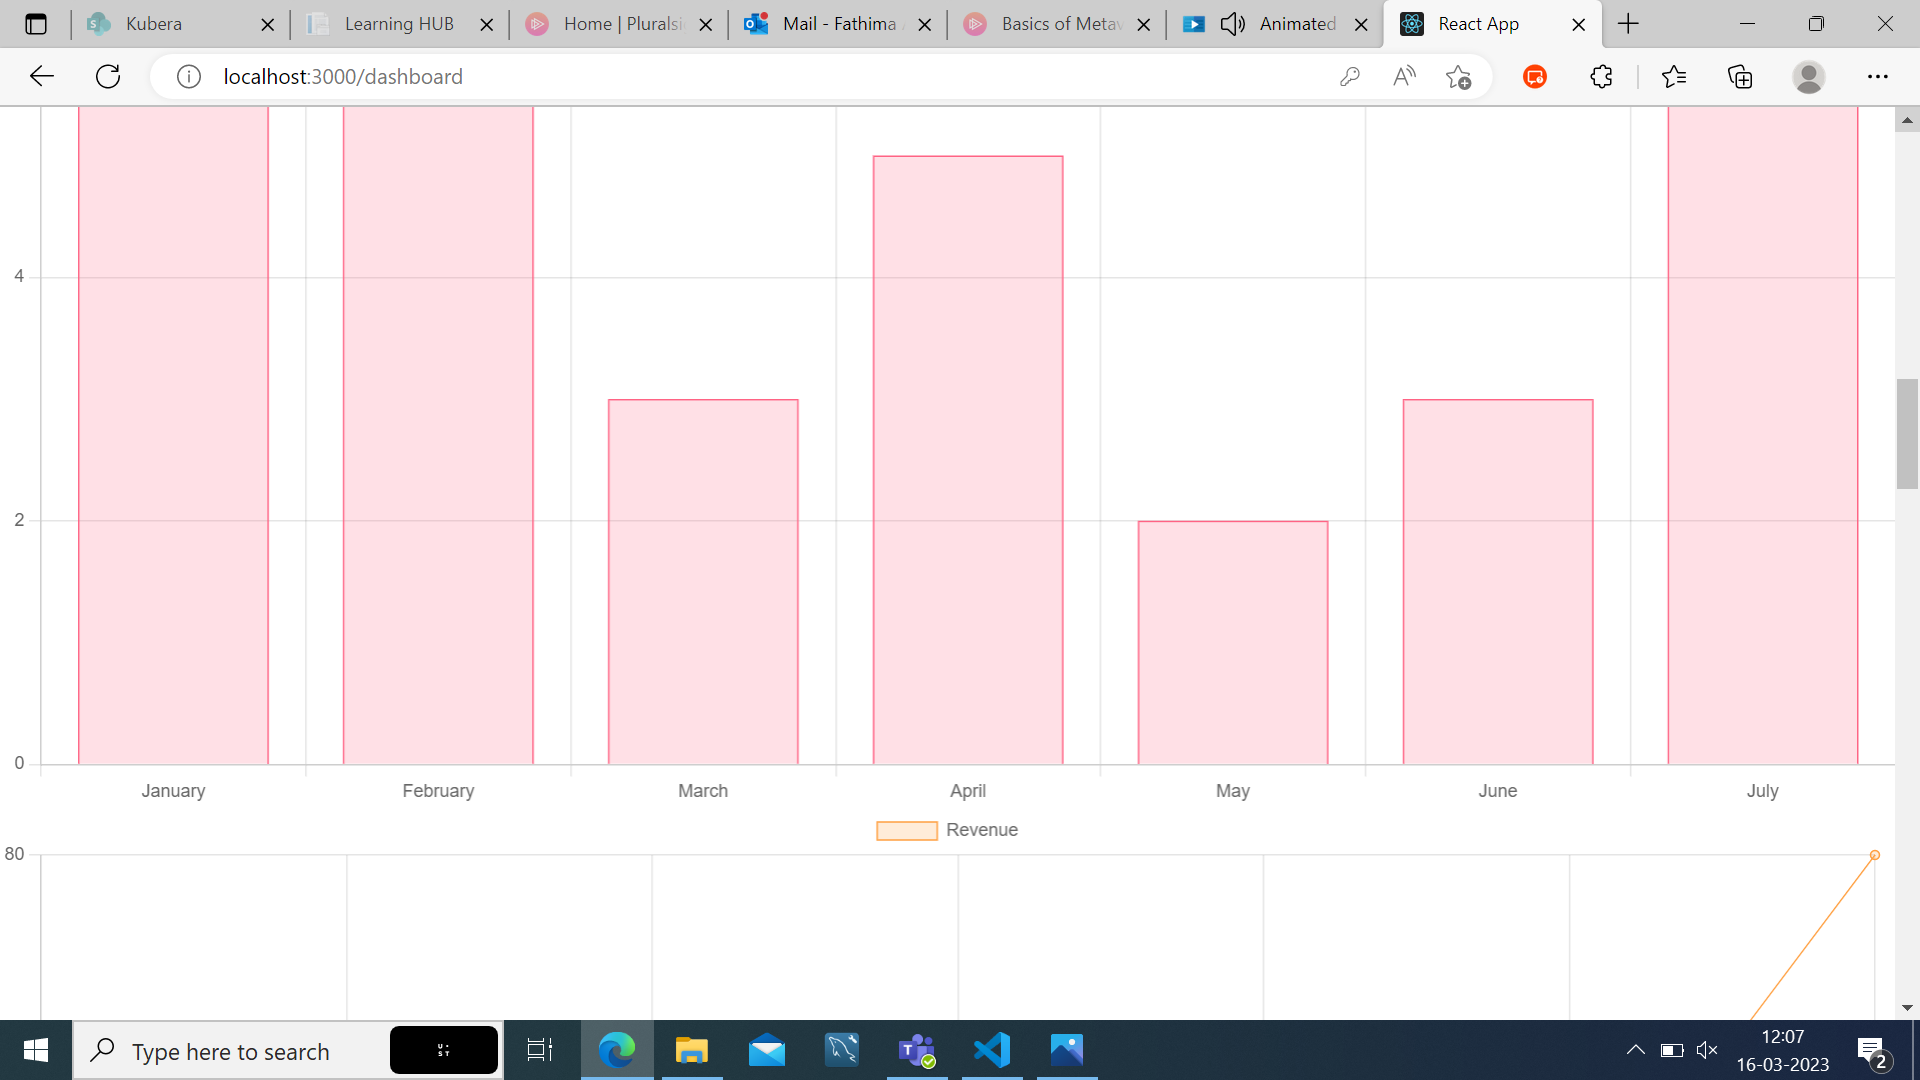 Kubera
Learning HUB
Home | Pluralsi
Mail - Fathima
Basics of Metav
Animated
React App
localhost:3000/dashboard
4
2
0
January February March April May June July
Revenue
80
Type here to search
U • ST
12:07
16-03-2023
2